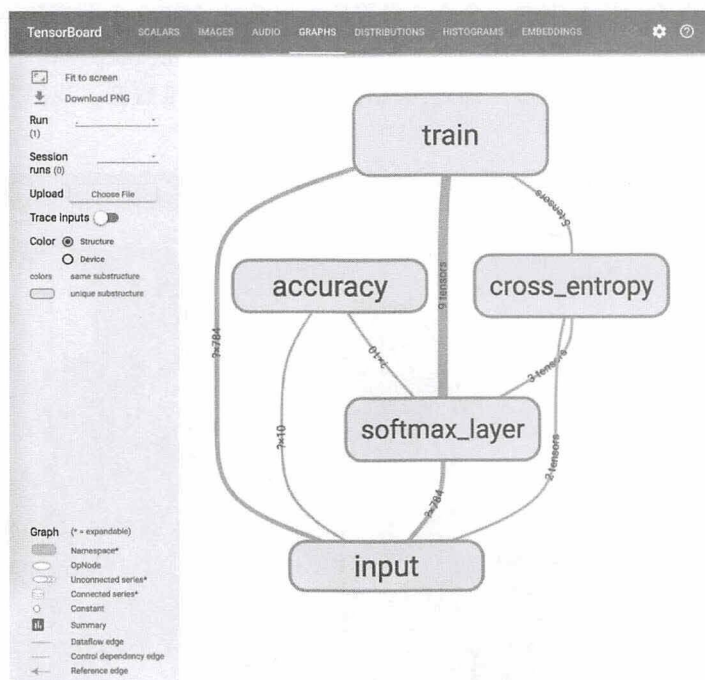 TensorBoard SCALARS IMAGES AUDIO GRAPHS DISTRIBUTIONS HISTOGRAMS EMBEDDINGS
Fit to screen
Download PNG
Run
(1)
Session
runs (0)
Upload Choose File
Trace inputs
Color Structure
Device
colors same substructure
unique substructure
Graph (* = expandable)
Namespace*
OpNode
Unconnected series*
Connected series*
Constant
Summary
Dataflow edge
Control dependency edge
Reference edge
train
5 tensors
accuracy
9 tensors
cross_entropy
?×784
?×10
3 tensors
softmax_layer
?×10
2 tensors
?×784
input